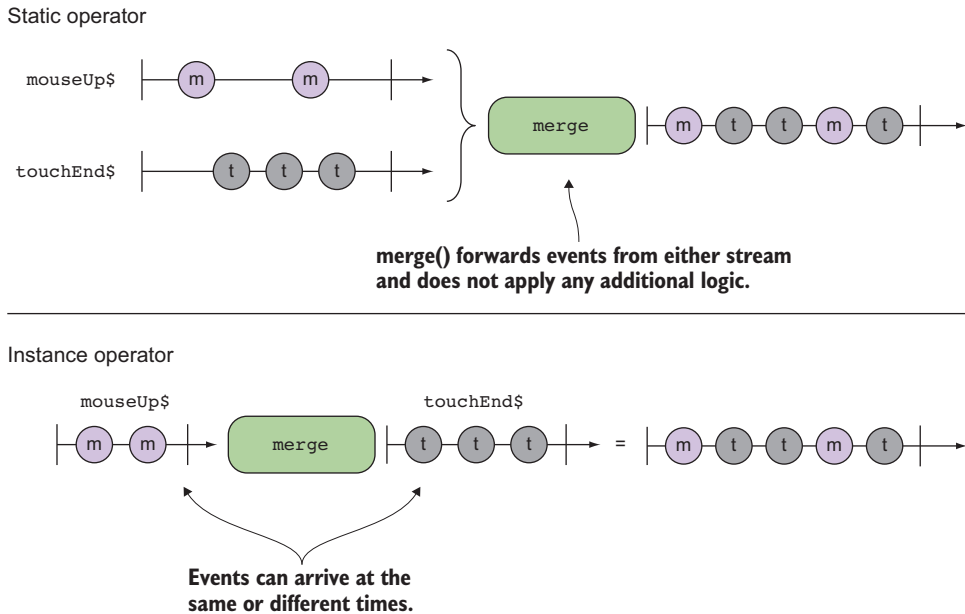 Static operator
mouseUp$
m m
merge
m t t m t
touchEnd$
t t t
merge() forwards events from either stream
and does not apply any additional logic.
Instance operator
mouseUp$
touchEnd$
m m
merge
t t t
=
m t t m t
Events can arrive at the
same or different times.